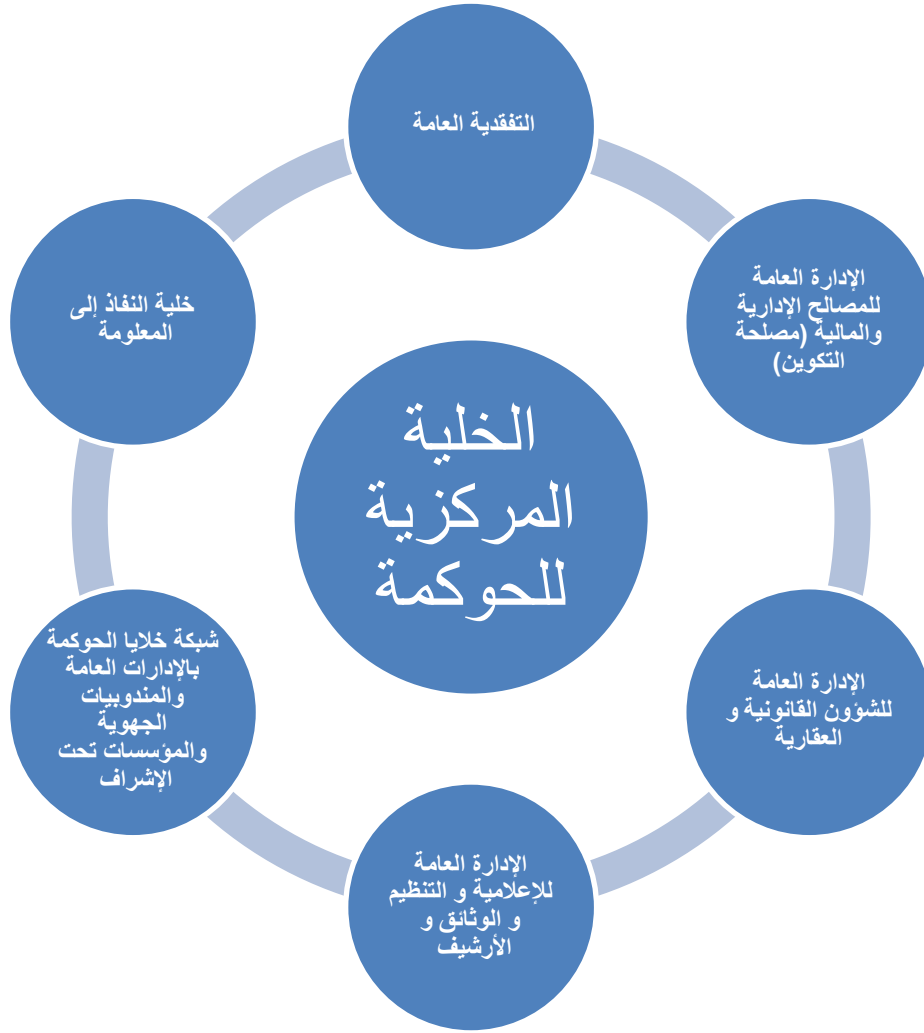 التفقدية العامة
الإدارة العامة
للمصالح الإدارية
والمالية (مصلحة
التكوين)
خلية النفاذ إلى
المعلومة
الخلية
المركزية
للحوكمة
الإدارة العامة
للشؤون القانونية و
العقارية
شبكة خلايا الحوكمة
بالإدارات العامة
والمندوبيات
الجهوية
والمؤسسات تحت
الإشراف
الإدارة العامة
للإعلامية و التنظيم
و الوثائق و
الأرشيف